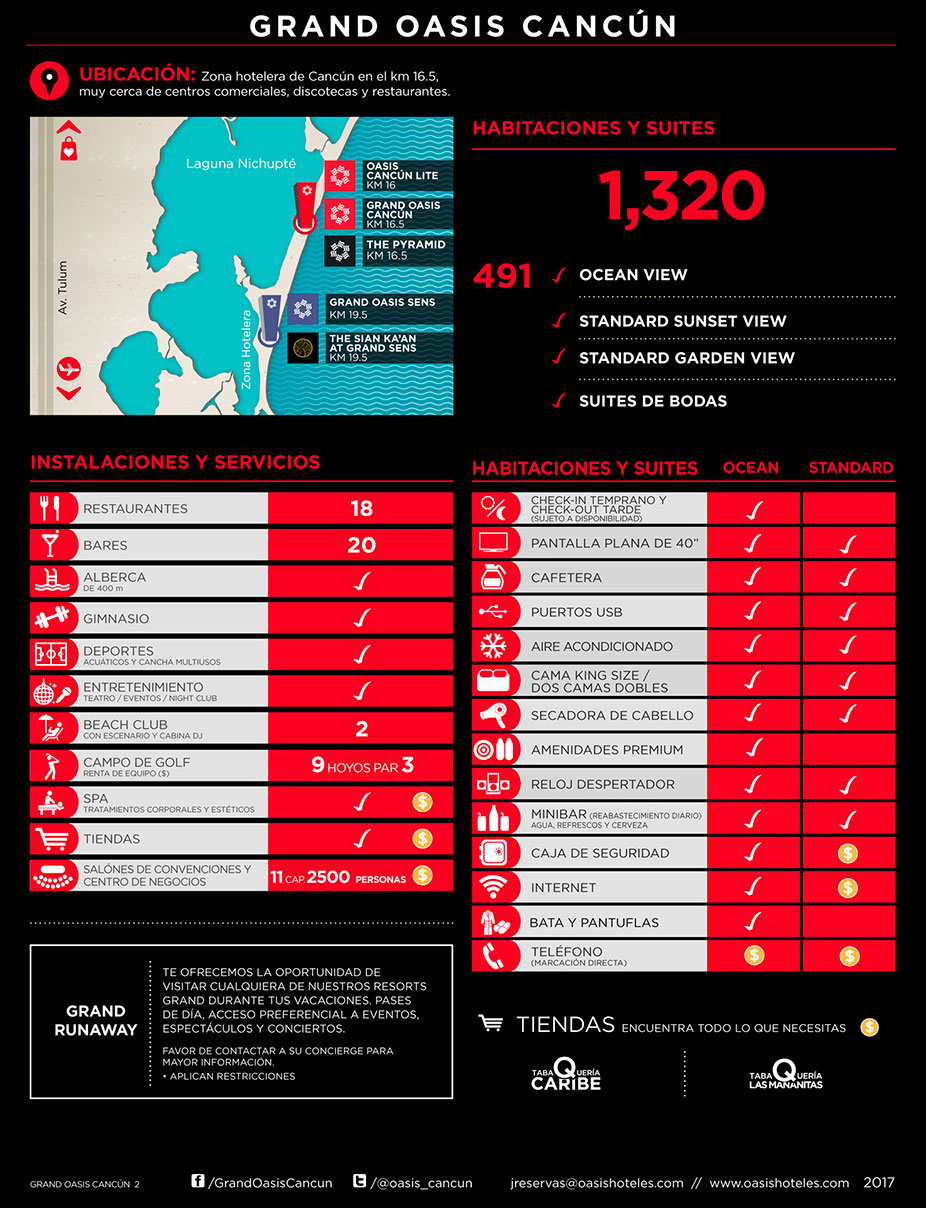 GRAND OASIS CANCÚN
UBICACIÓN: Zona hotelera de Cancún en el km 16.5,
muy cerca de centros comerciales, discotecas y restaurantes.
Laguna Nichupté
Av. Tulum
Zona Hotelera
OASIS
CANCÚN LITE
KM 16
GRAND OASIS
CANCÚN
KM 16.5
THE PYRAMID
KM 16.5
GRAND OASIS SENS
KM 19.5
THE SIAN KA'AN
AT GRAND SENS
KM 19.5
HABITACIONES Y SUITES
1,320
491 ✓ OCEAN VIEW
✓ STANDARD SUNSET VIEW
✓ STANDARD GARDEN VIEW
✓ SUITES DE BODAS
INSTALACIONES Y SERVICIOS
RESTAURANTES 18
BARES 20
ALBERCA ✓
DE 400 m
GIMNASIO ✓
DEPORTES ✓
ACUÁTICOS Y CANCHA MULTIUSOS
ENTRETENIMIENTO ✓
TEATRO / EVENTOS / NIGHT CLUB
BEACH CLUB 2
CON ESCENARIO Y CABINA DJ
CAMPO DE GOLF 9 HOYOS PAR 3
RENTA DE EQUIPO ($)
SPA ✓ $
TRATAMIENTOS CORPORALES Y ESTÉTICOS
TIENDAS ✓ $
SALÓNES DE CONVENCIONES Y
CENTRO DE NEGOCIOS 11 CAP. 2500 PERSONAS $
HABITACIONES Y SUITES OCEAN STANDARD
CHECK-IN TEMPRANO Y
CHECK-OUT TARDE ✓
(SUJETO A DISPONIBILIDAD)
PANTALLA PLANA DE 40" ✓ ✓
CAFETERA ✓ ✓
PUERTOS USB ✓ ✓
AIRE ACONDICIONADO ✓ ✓
CAMA KING SIZE /
DOS CAMAS DOBLES ✓ ✓
SECADORA DE CABELLO ✓ ✓
AMENIDADES PREMIUM ✓
RELOJ DESPERTADOR ✓ ✓
MINIBAR (REABASTECIMIENTO DIARIO) ✓ ✓
AGUA, REFRESCOS Y CERVEZA
CAJA DE SEGURIDAD ✓ $
INTERNET ✓ $
BATA Y PANTUFLAS ✓
TELÉFONO $ $
(MARCACIÓN DIRECTA)
GRAND
RUNAWAY
TE OFRECEMOS LA OPORTUNIDAD DE
VISITAR CUALQUIERA DE NUESTROS RESORTS
GRAND DURANTE TUS VACACIONES. PASES
DE DÍA, ACCESO PREFERENCIAL A EVENTOS,
ESPECTÁCULOS Y CONCIERTOS.
FAVOR DE CONTACTAR A SU CONCIERGE PARA
MAYOR INFORMACIÓN.
• APLICAN RESTRICCIONES
TIENDAS ENCUENTRA TODO LO QUE NECESITAS $
TABAQUERÍA
CARIBE
TABAQUERÍA
LAS MAÑANITAS
GRAND OASIS CANCÚN 2
f /GrandOasisCancun
t /@oasis_cancun
jreservas@oasishoteles.com // www.oasishoteles.com 2017